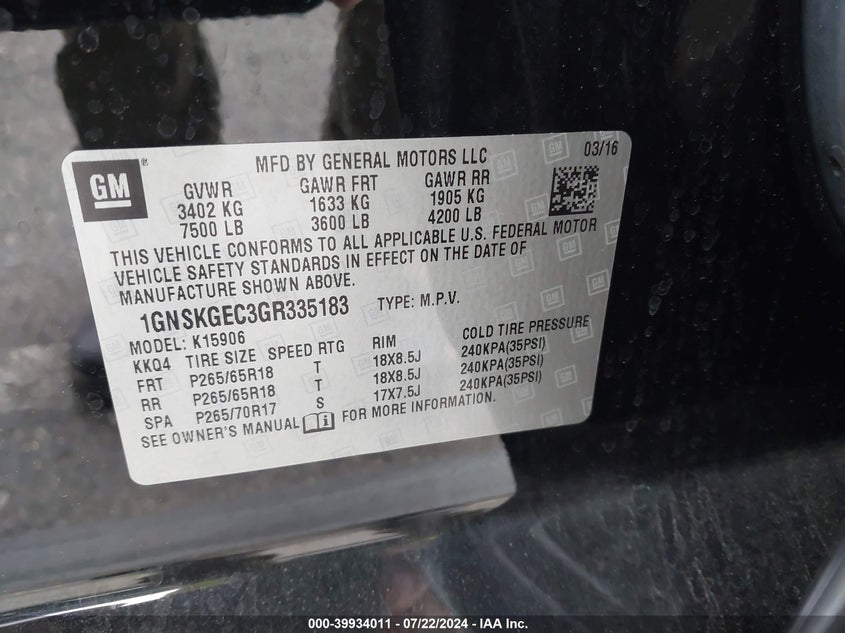 GM
®
MFD BY GENERAL MOTORS LLC
03/16
GVWR GAWR FRT GAWR RR
3402 KG 1633 KG 1905 KG
7500 LB 3600 LB 4200 LB
THIS VEHICLE CONFORMS TO ALL APPLICABLE U.S. FEDERAL MOTOR
VEHICLE SAFETY STANDARDS IN EFFECT ON THE DATE OF
MANUFACTURE SHOWN ABOVE.
1GNSKGEC3GR335183 TYPE: M.P.V.
MODEL: K15906
KKQ4 TIRE SIZE SPEED RTG RIM COLD TIRE PRESSURE
FRT P265/65R18 T 18X8.5J 240KPA(35PSI)
RR P265/65R18 T 18X8.5J 240KPA(35PSI)
SPA P265/70R17 S 17X7.5J 240KPA(35PSI)
SEE OWNER'S MANUAL FOR MORE INFORMATION.
000-39934011 - 07/22/2024 - IAA Inc.